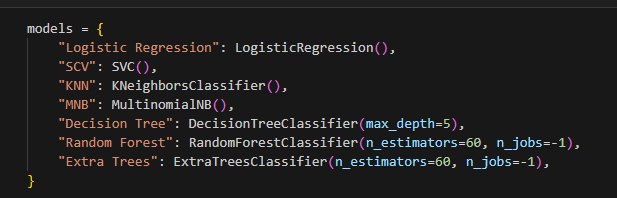 models = {
    "Logistic Regression": LogisticRegression(),
    "SCV": SVC(),
    "KNN": KNeighborsClassifier(),
    "MNB": MultinomialNB(),
    "Decision Tree": DecisionTreeClassifier(max_depth=5),
    "Random Forest": RandomForestClassifier(n_estimators=60, n_jobs=-1),
    "Extra Trees": ExtraTreesClassifier(n_estimators=60, n_jobs=-1),
}